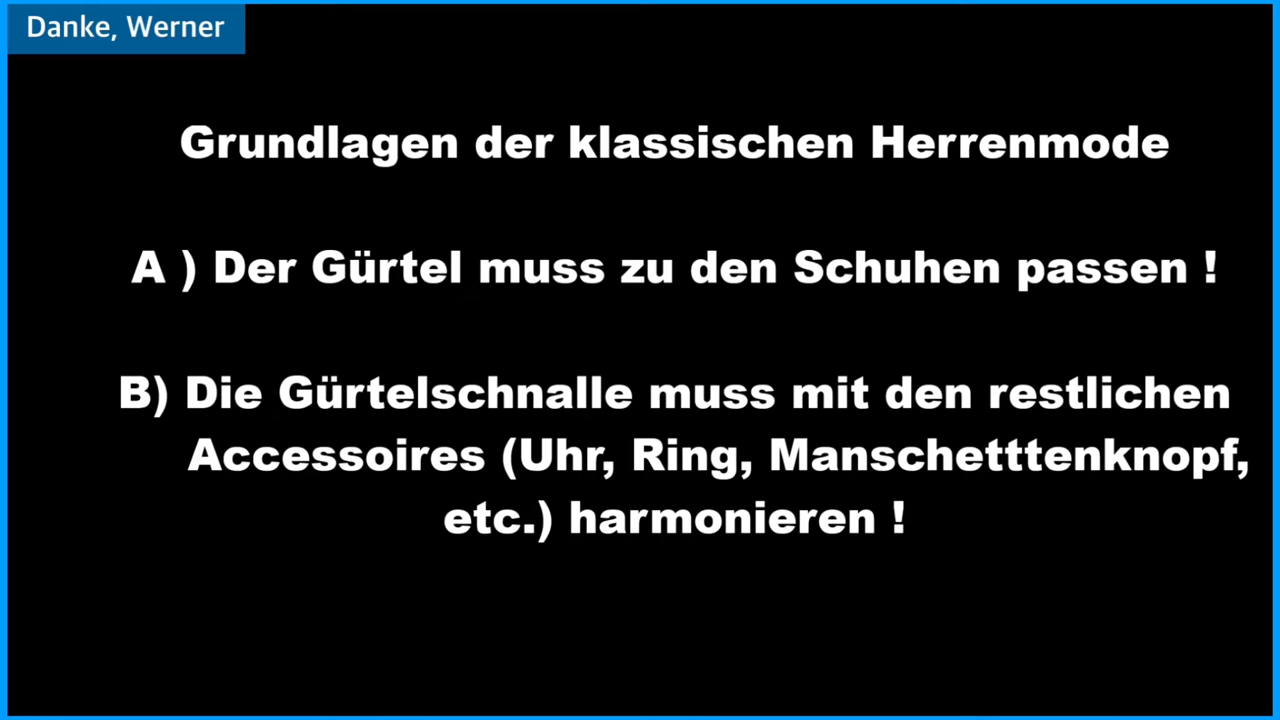 Danke, Werner
Grundlagen der klassischen Herrenmode
A ) Der Gürtel muss zu den Schuhen passen !
B) Die Gürtelschnalle muss mit den restlichen
Accessoires (Uhr, Ring, Manschetttenknopf,
etc.) harmonieren !